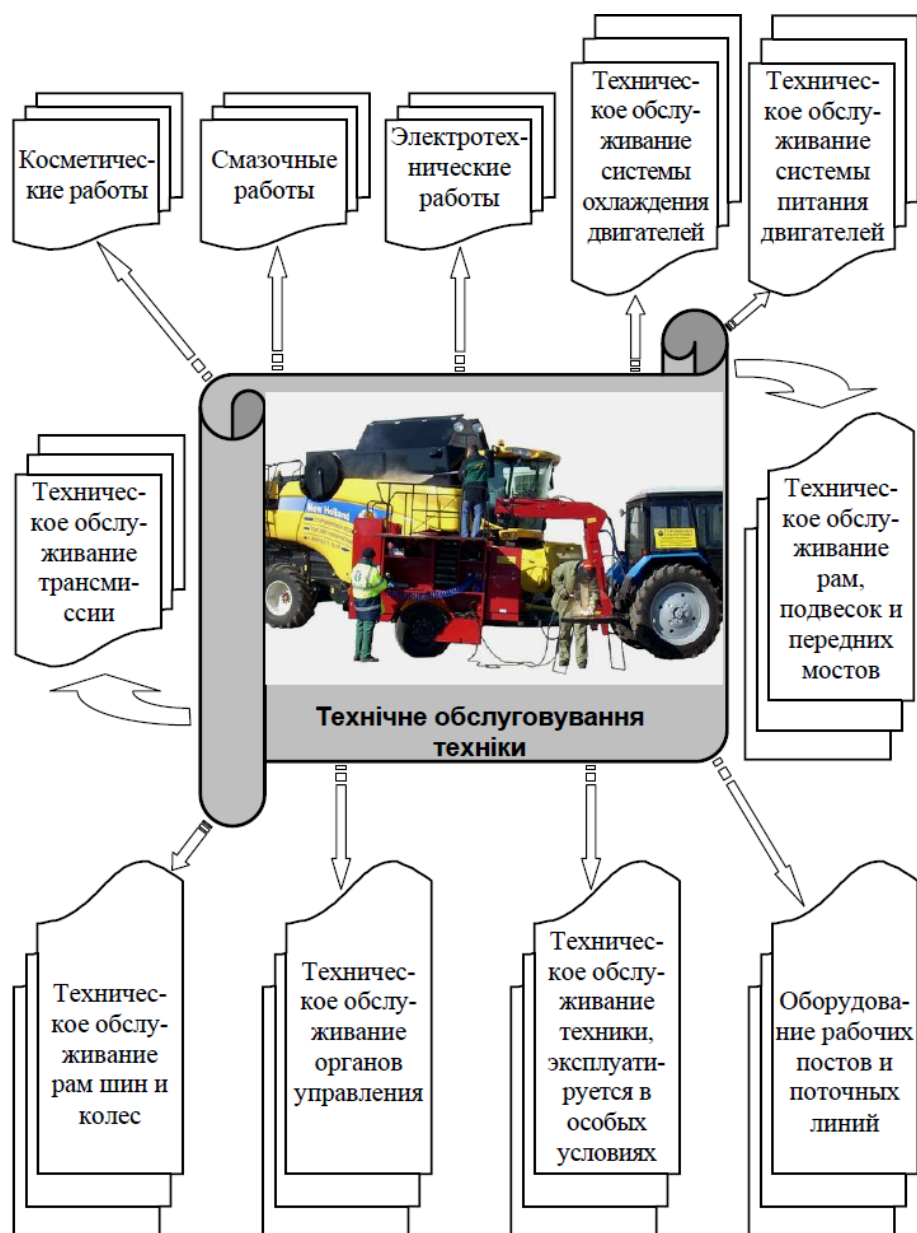 Косметичес-
кие работы
Смазочные
работы
Электротех-
нические
работы
Техничес-
кое обслу-
живание
системы
охлаждения
двигателей
Техничес-
кое обслу-
живание
системы
питания
двигателей
Техничес-
кое обслу-
живание
трансми-
ссии
New Holland
Техничес-
кое обслу-
живание
рам,
подвесок и
передних
мостов
Технічне обслуговування
техніки
Техничес-
кое обслу-
живание
рам шин и
колес
Техничес-
кое обслу-
живание
органов
управления
Техничес-
кое обслу-
живание
техники,
эксплуати-
руется в
особых
условиях
Оборудова-
ние рабочих
постов и
поточных
линий